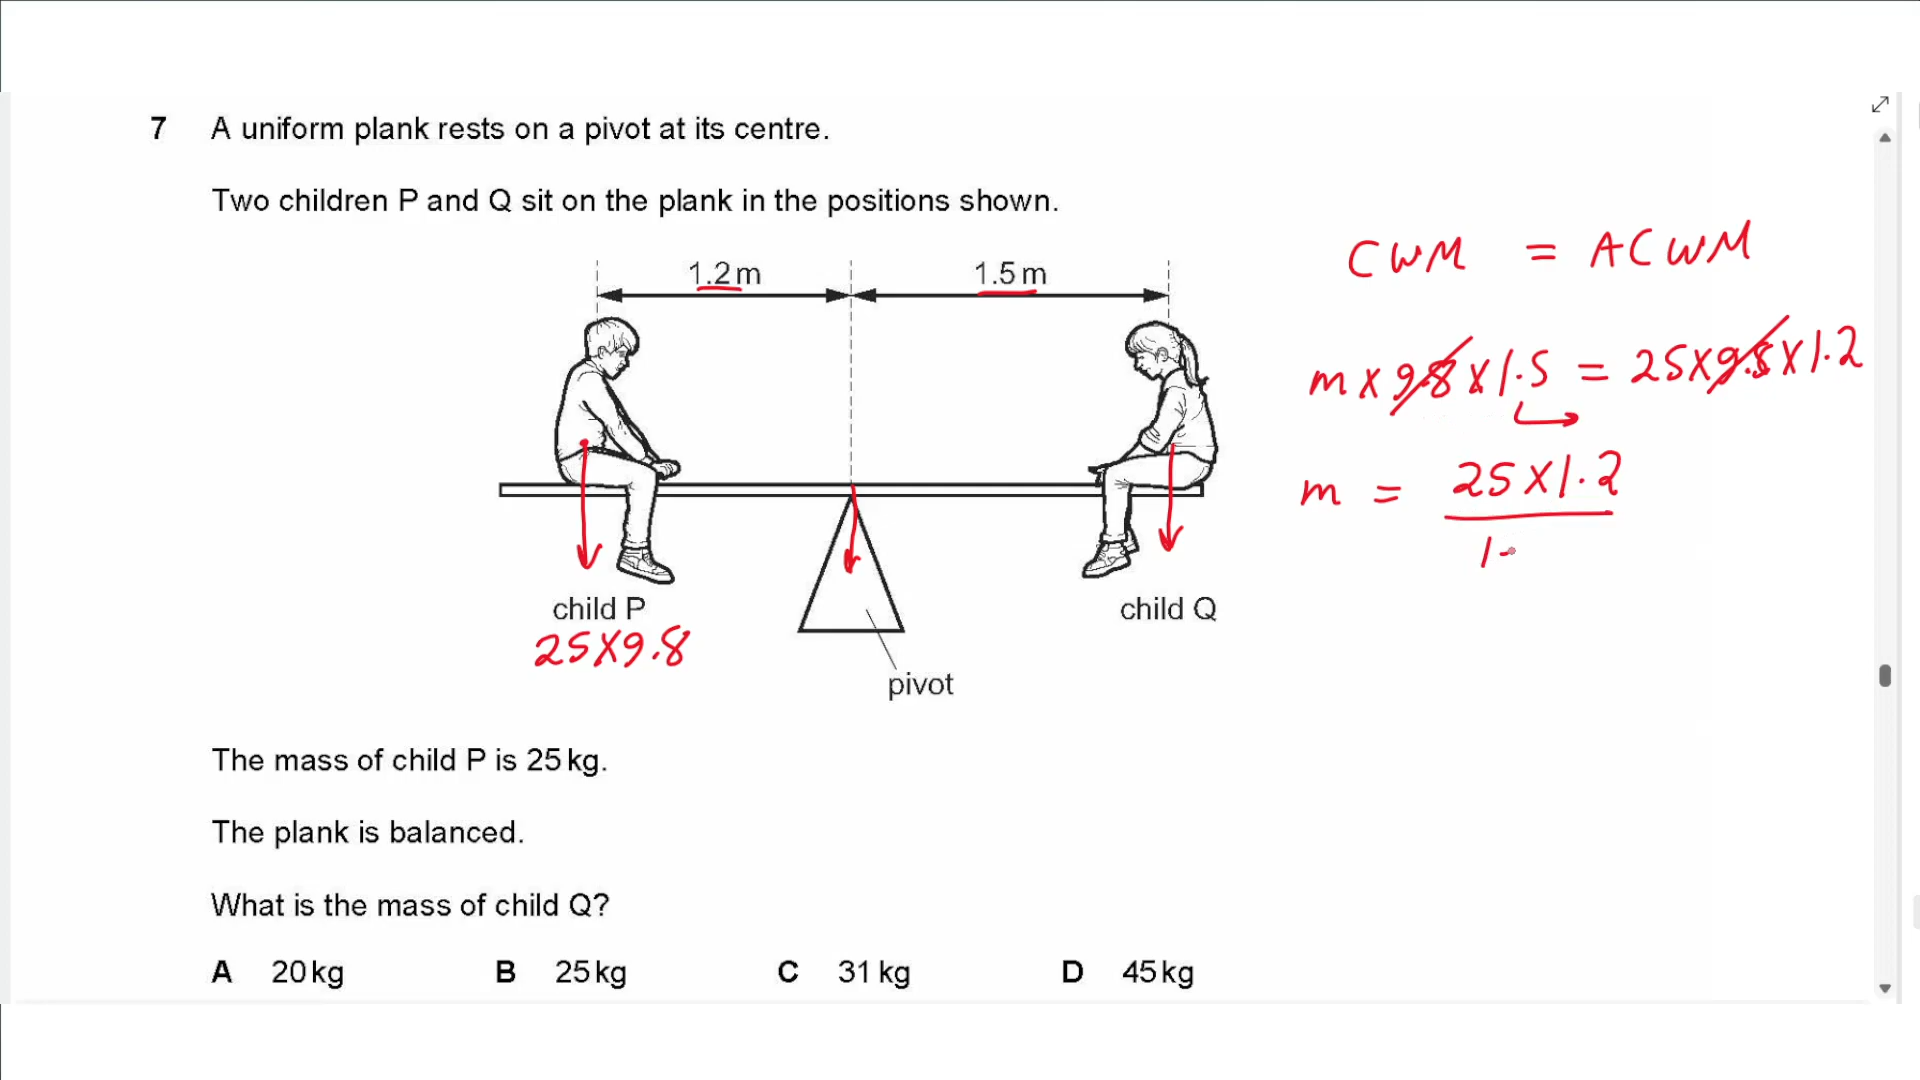 7 A uniform plank rests on a pivot at its centre.
Two children P and Q sit on the plank in the positions shown.
1.2 m 1.5 m
CWM = ACWM
m x 9.8 x 1.5 = 25 x 9.8 x 1.2
m = 25 x 1.2
1.
child P child Q
25 x 9.8
pivot
The mass of child P is 25 kg.
The plank is balanced.
What is the mass of child Q?
A 20 kg B 25 kg C 31 kg D 45 kg